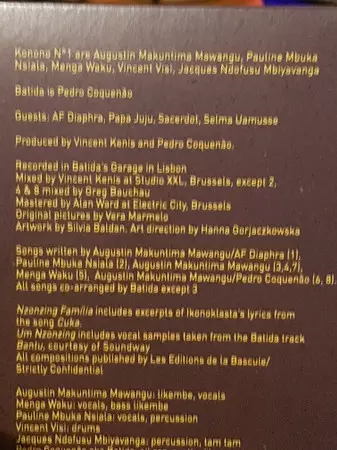 Konono Nº1 are Augustin Makuntima Mawangu, Pauline Mbuka
Nsiala, Menga Waku, Vincent Visi, Jacques Ndofusu Mbiyavanga
Batida is Pedro Coquenão
Guests: AF Diaphra, Papa Juju, Sacerdot, Selma Uamusse
Produced by Vincent Kenis and Pedro Coquenão.
Recorded in Batida's Garage in Lisbon
Mixed by Vincent Kenis at Studio XXL, Brussels, except 2,
6 & 8 mixed by Greg Bauchau
Mastered by Alan Ward at Electric City, Brussels
Original pictures by Vera Marmelo
Artwork by Silvia Baldan. Art direction by Hanna Gorjaczkowska
Songs written by Augustin Makuntima Mawangu/AF Diaphra (1),
Pauline Mbuka Nsiala (2), Augustin Makuntima Mawangu (3,4,7),
Menga Waku (5), Augustin Makuntima Mawangu/Pedro Coquenão (6, 8).
All songs co-arranged by Batida except 3
Nzonzing Família includes excerpts of Ikonoklasta's lyrics from
the song Cuka.
Um Nzonzing includes vocal samples taken from the Batida track
Bantu, courtesy of Soundway
All compositions published by Les Editions de la Bascule/
Strictly Confidential
Augustin Makuntima Mawangu: likembe, vocals
Menga Waku: vocals, bass likembe
Pauline Mbuka Nsiala: vocals, percussion
Vincent Visi: drums
Jacques Ndofusu Mbiyavanga: percussion, tam tam